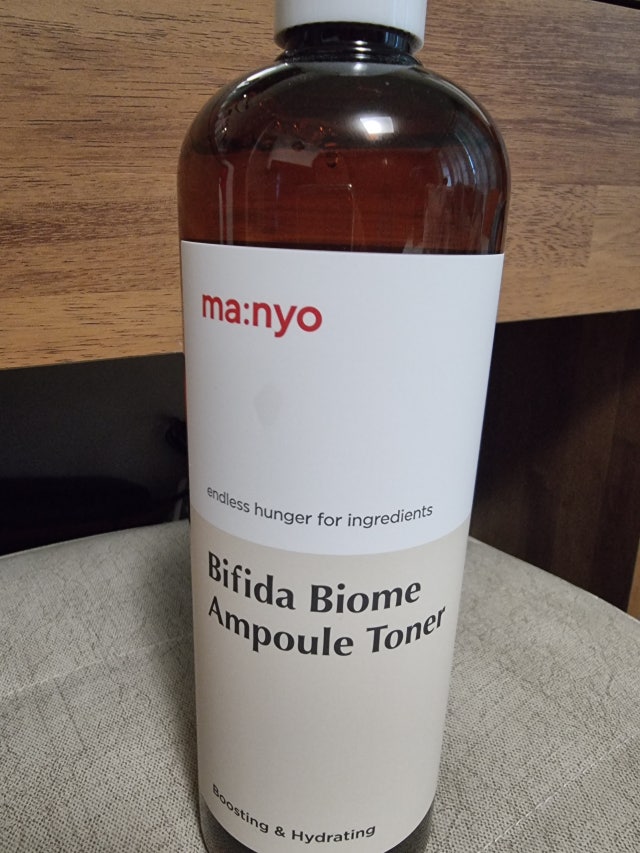 ma:nyo
endless hunger for ingredients
Bifida Biome
Ampoule Toner
Boosting & Hydrating